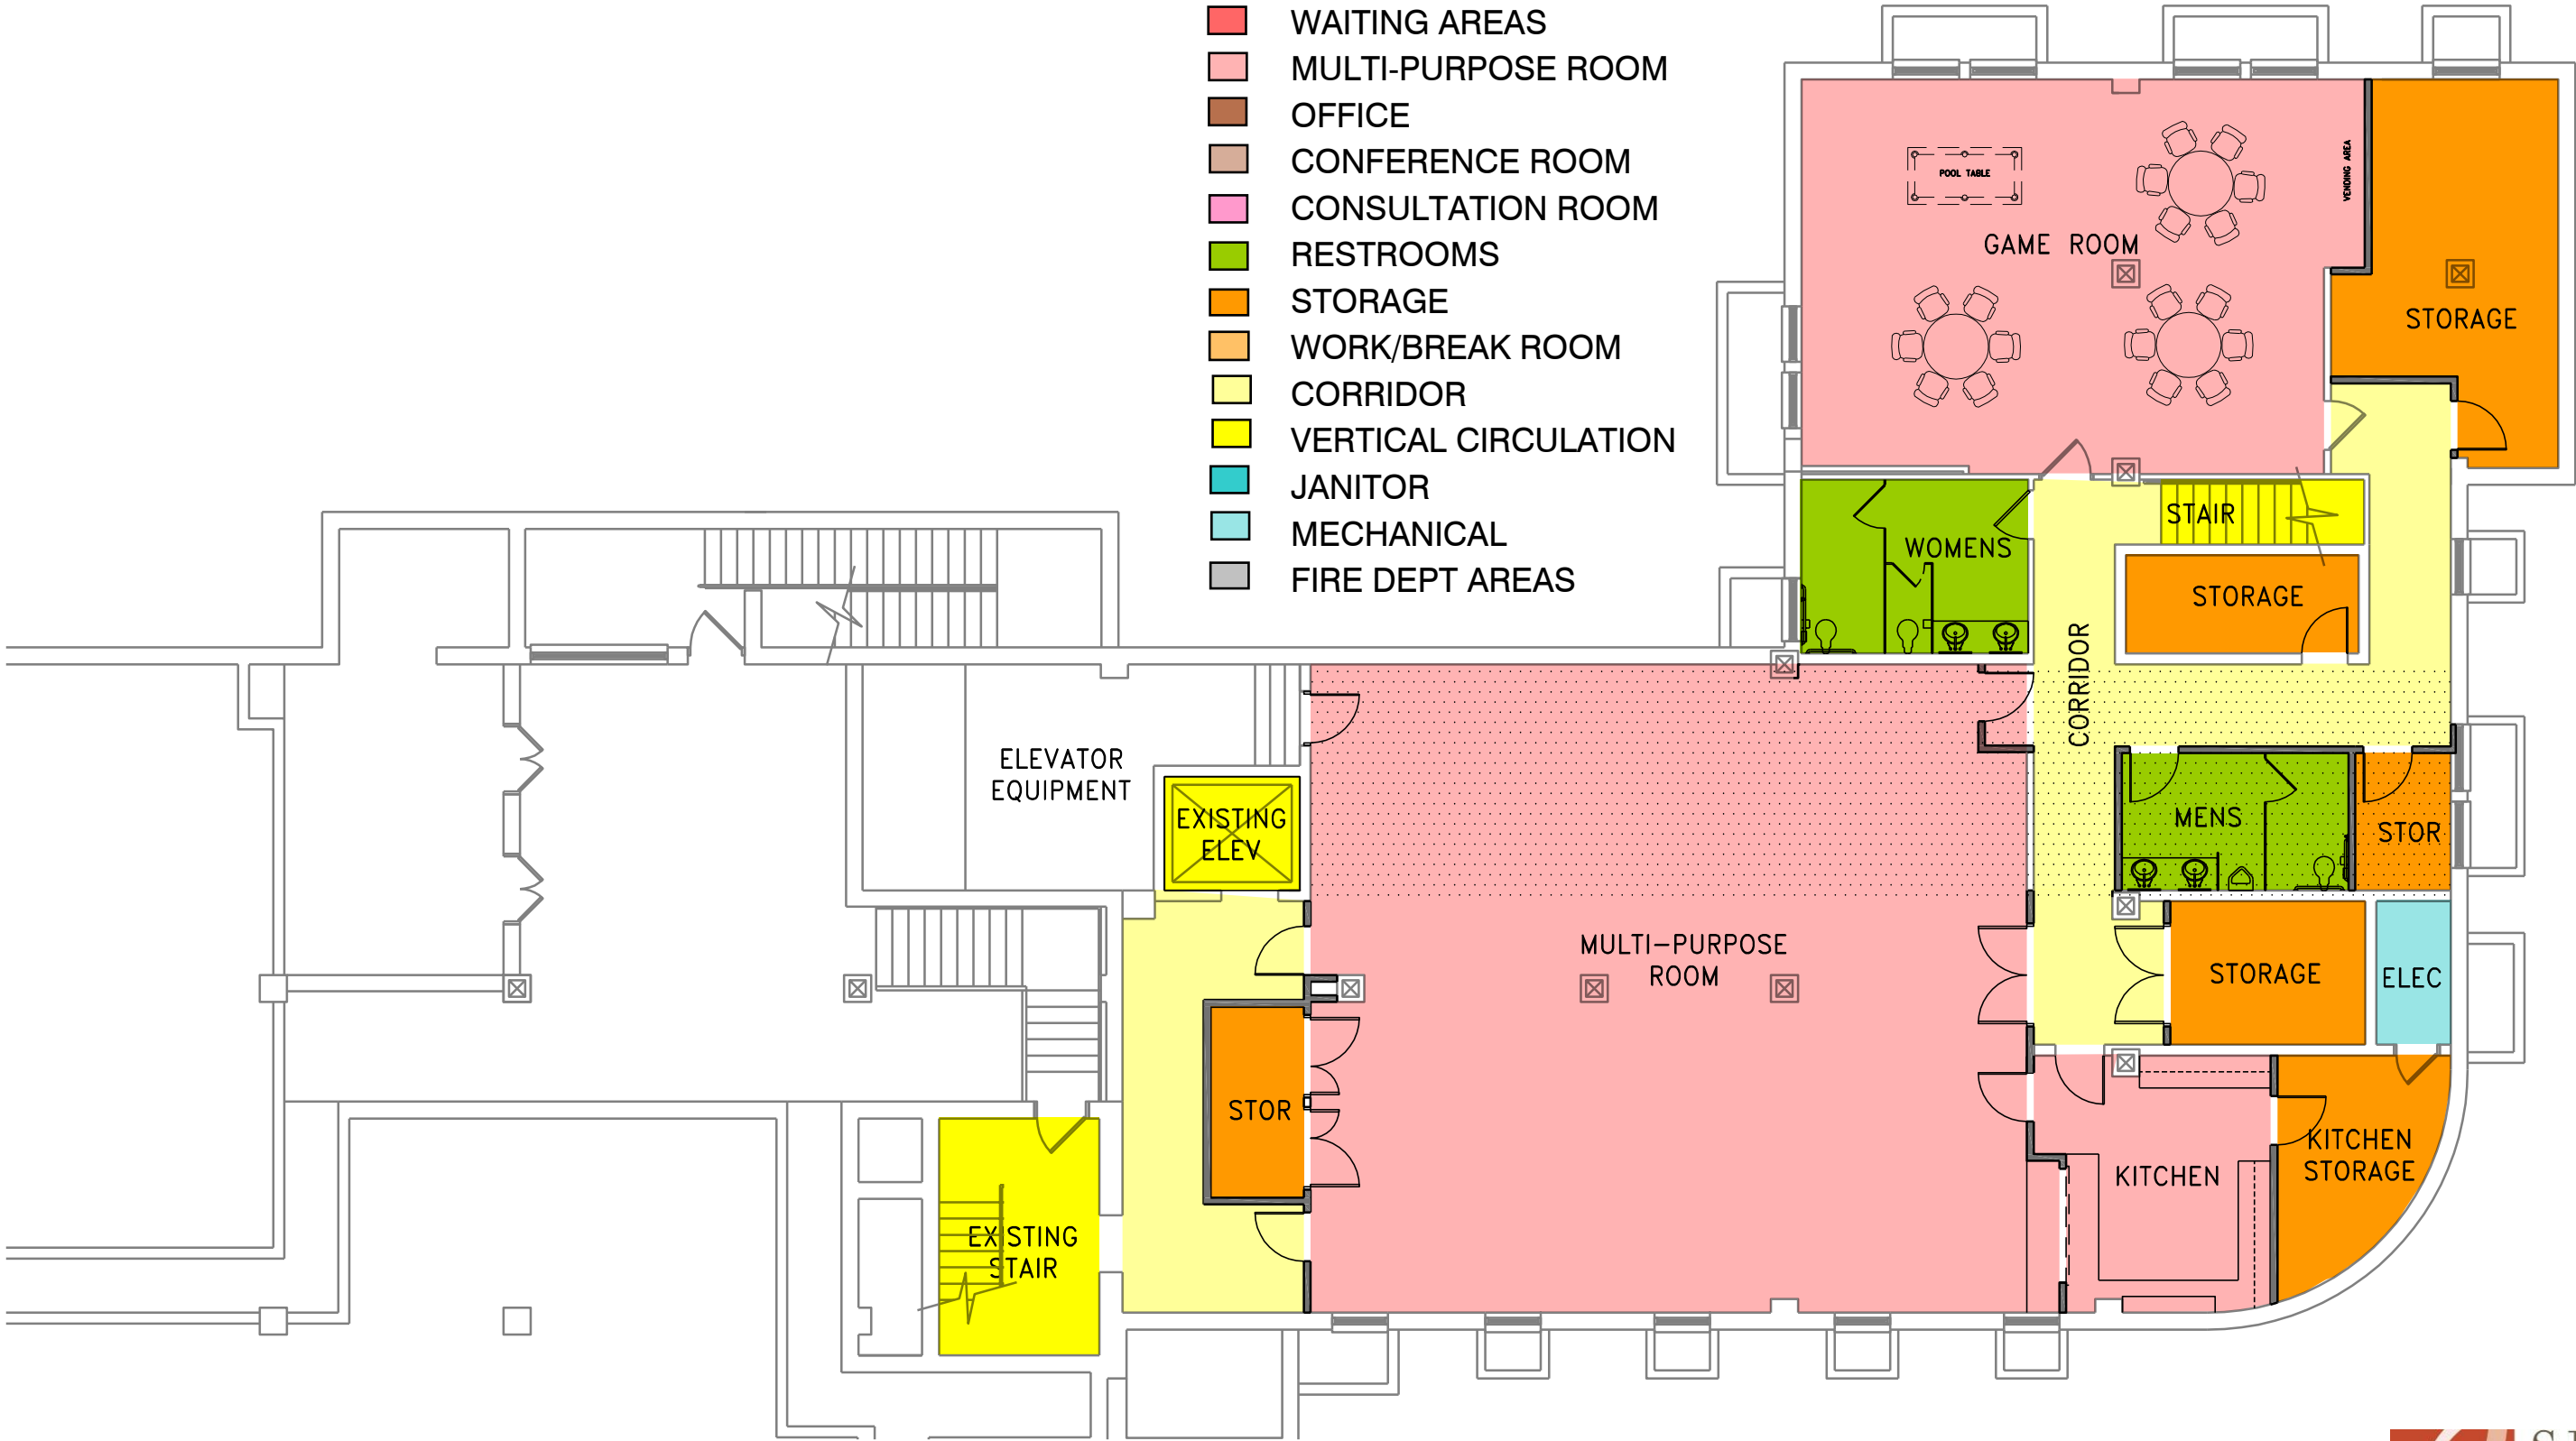 WAITING AREAS
MULTI-PURPOSE ROOM
OFFICE
CONFERENCE ROOM
CONSULTATION ROOM
RESTROOMS
STORAGE
WORK/BREAK ROOM
CORRIDOR
VERTICAL CIRCULATION
JANITOR
MECHANICAL
FIRE DEPT AREAS
POOL TABLE
VENDING AREA
GAME ROOM
STORAGE
STAIR
WOMENS
STORAGE
CORRIDOR
ELEVATOR
EQUIPMENT
EXISTING
ELEV
MENS
STOR
MULTI-PURPOSE
ROOM
STORAGE
ELEC
STOR
KITCHEN
KITCHEN
STORAGE
EXISTING
STAIR